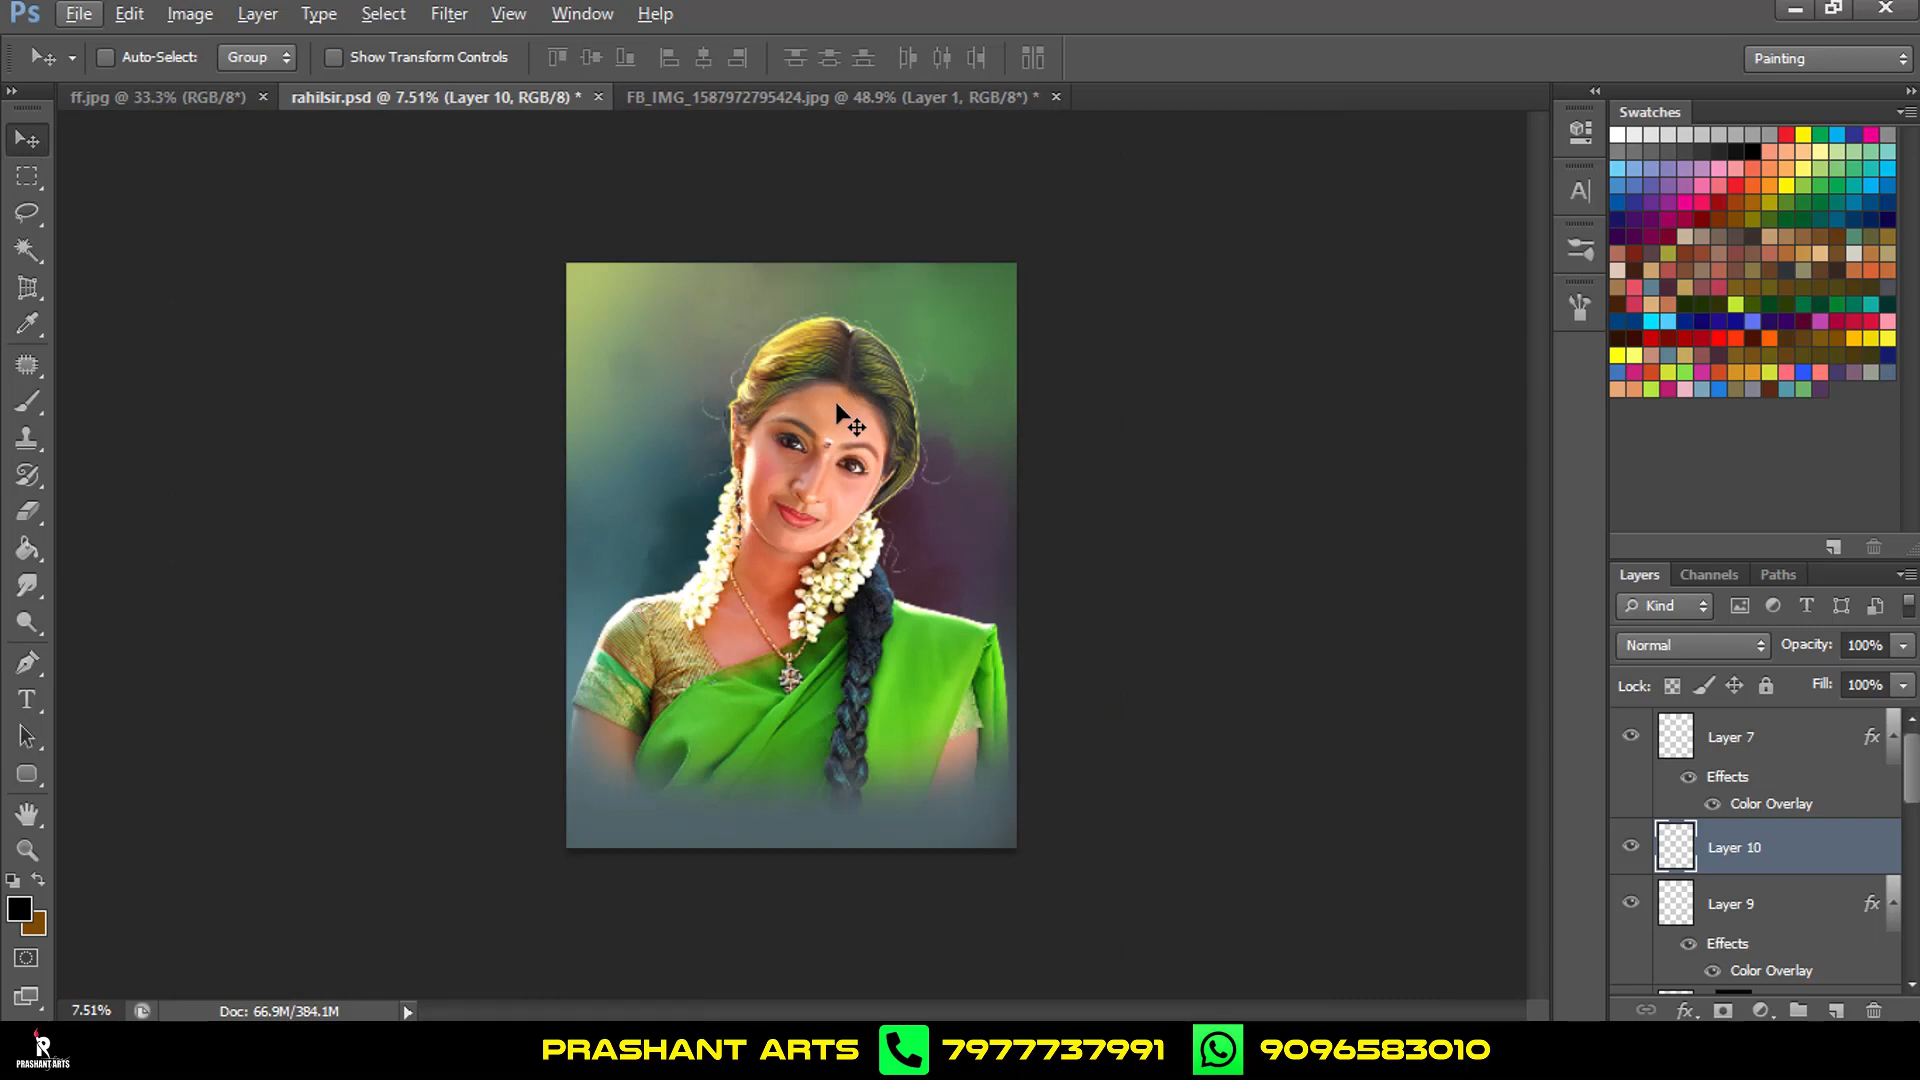 Ps File Edit Image Layer Type Select Filter View Window Help
Auto-Select: Group Show Transform Controls Painting
ff.jpg @ 33.3% (RGB/8*) rahilsir.psd @ 7.51% (Layer 10, RGB/8) * FB_IMG_1587972795424.jpg @ 48.9% (Layer 1, RGB/8*) *
Swatches
Layers Channels Paths
Kind
Normal Opacity: 100%
Lock: Fill: 100%
Layer 7 fx
Effects
Color Overlay
Layer 10
Layer 9 fx
Effects
Color Overlay
7.51% Doc: 66.9M/384.1M
PRASHANT ARTS 7977737991 9096583010
PRASHANT ARTS